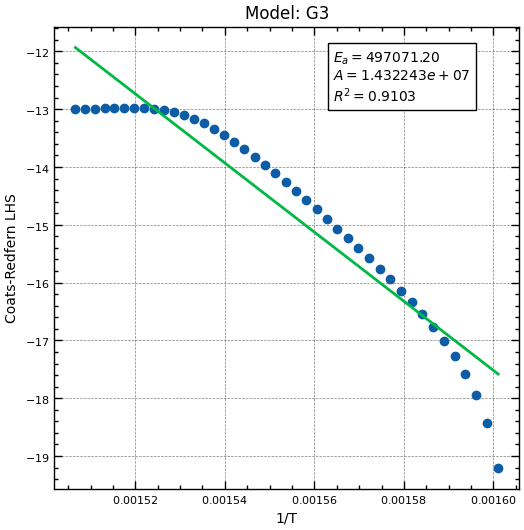 Model: G3
E_a = 497071.20
A = 1.432243e + 07
R² = 0.9103
−12
−13
−14
−15
−16
−17
−18
−19
Coats-Redfern LHS
0.00152 0.00154 0.00156 0.00158 0.00160
1/T